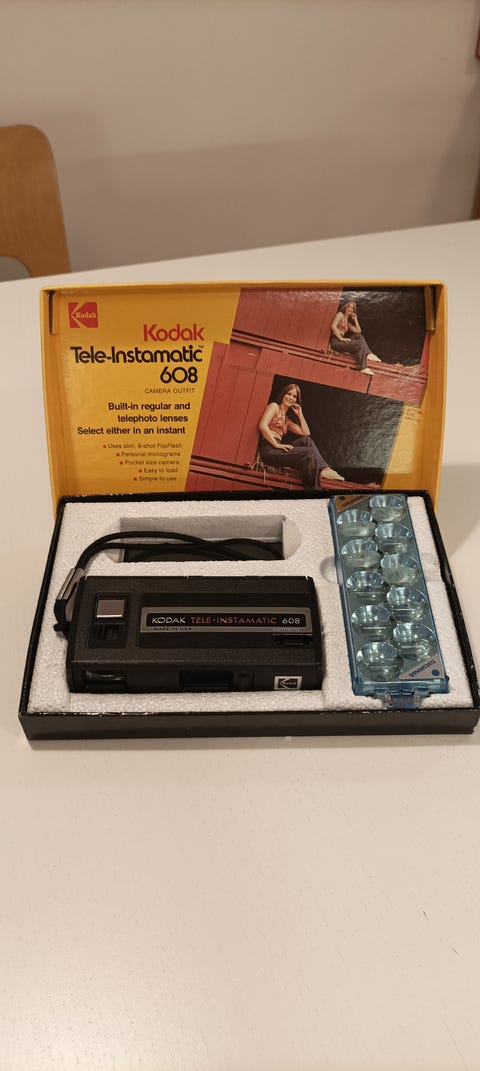 Kodak
Kodak
Tele-Instamatic™
608
CAMERA OUTFIT
Built-in regular and
telephoto lenses
Select either in an instant
Uses slim, 8-shot FlipFlash
Personal monograms
Pocket size camera
Easy to load
Simple to use
KODAK TELE-INSTAMATIC 608
MADE IN U.S.A.
SYLVANIA